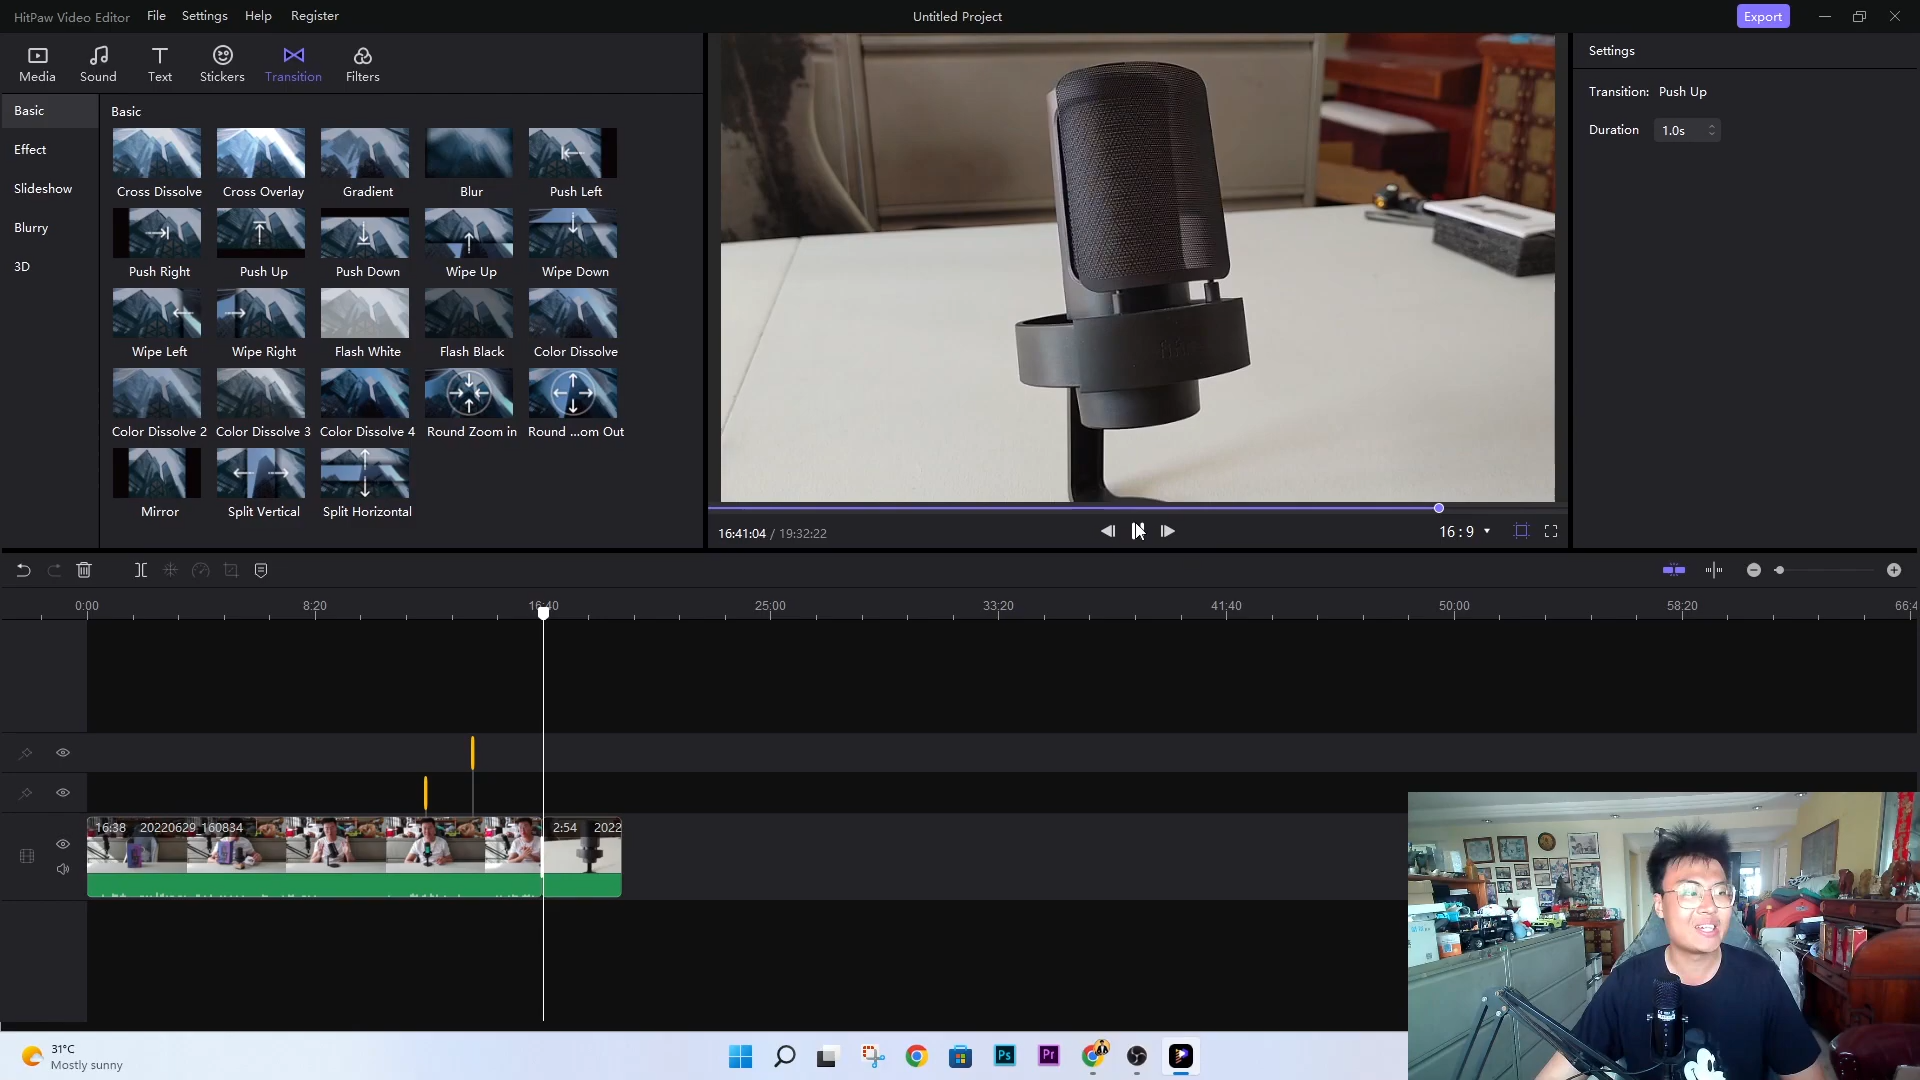 HitPaw Video Editor File Settings Help Register Untitled Project Export
Media Sound Text Stickers Transition Filters
Basic
Effect
Slideshow
Blurry
3D
Basic
Cross Dissolve Cross Overlay Gradient Blur Push Left
Push Right Push Up Push Down Wipe Up Wipe Down
Wipe Left Wipe Right Flash White Flash Black Color Dissolve
Color Dissolve 2 Color Dissolve 3 Color Dissolve 4 Round Zoom in Round ...om Out
Mirror Split Vertical Split Horizontal
16:41:04 / 19:32:22 16 : 9
Settings
Transition: Push Up
Duration 1.0s
0:00 8:20 16:40 25:00 33:20 41:40 50:00 58:20 66:4
16:38 20220629_160834 2:54 2022
31°C
Mostly sunny
Ps Pr